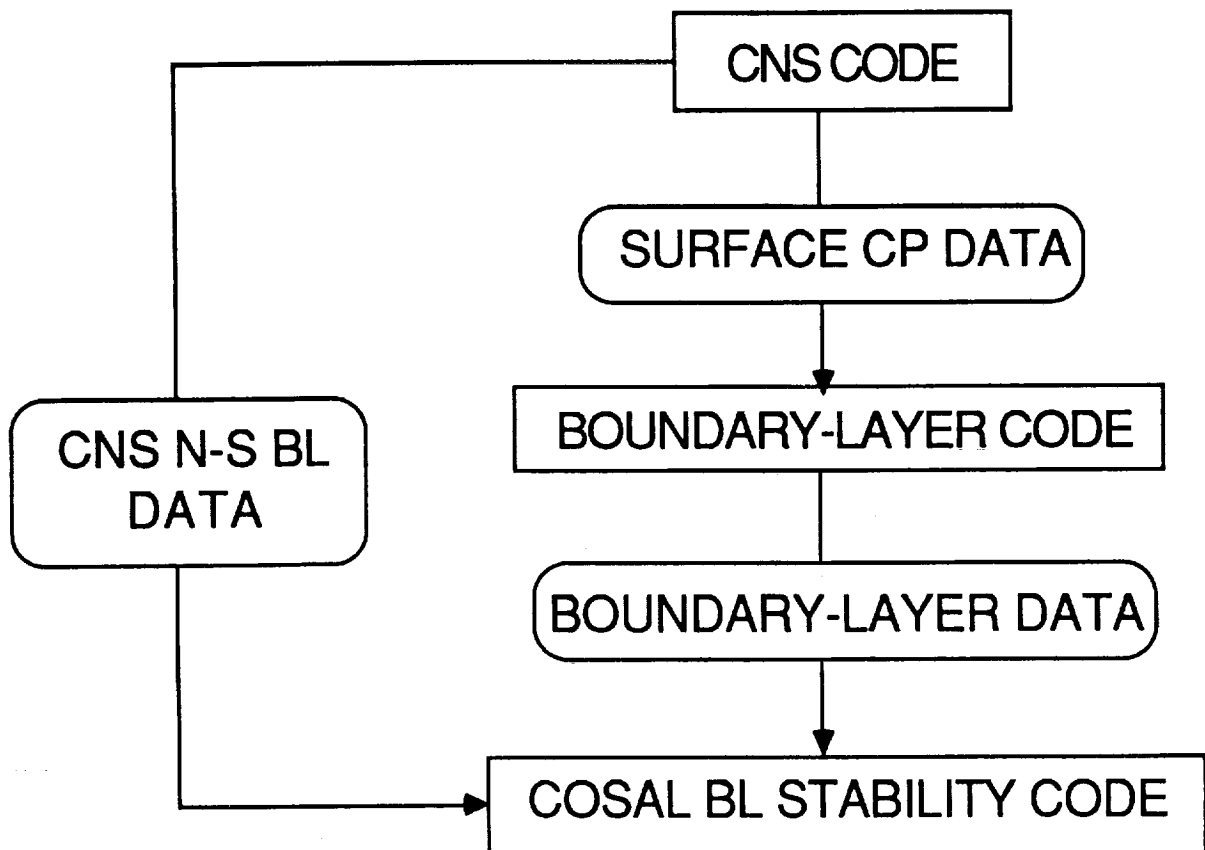 CNS CODE
SURFACE CP DATA
BOUNDARY-LAYER CODE
CNS N-S BL
DATA
BOUNDARY-LAYER DATA
COSAL BL STABILITY CODE